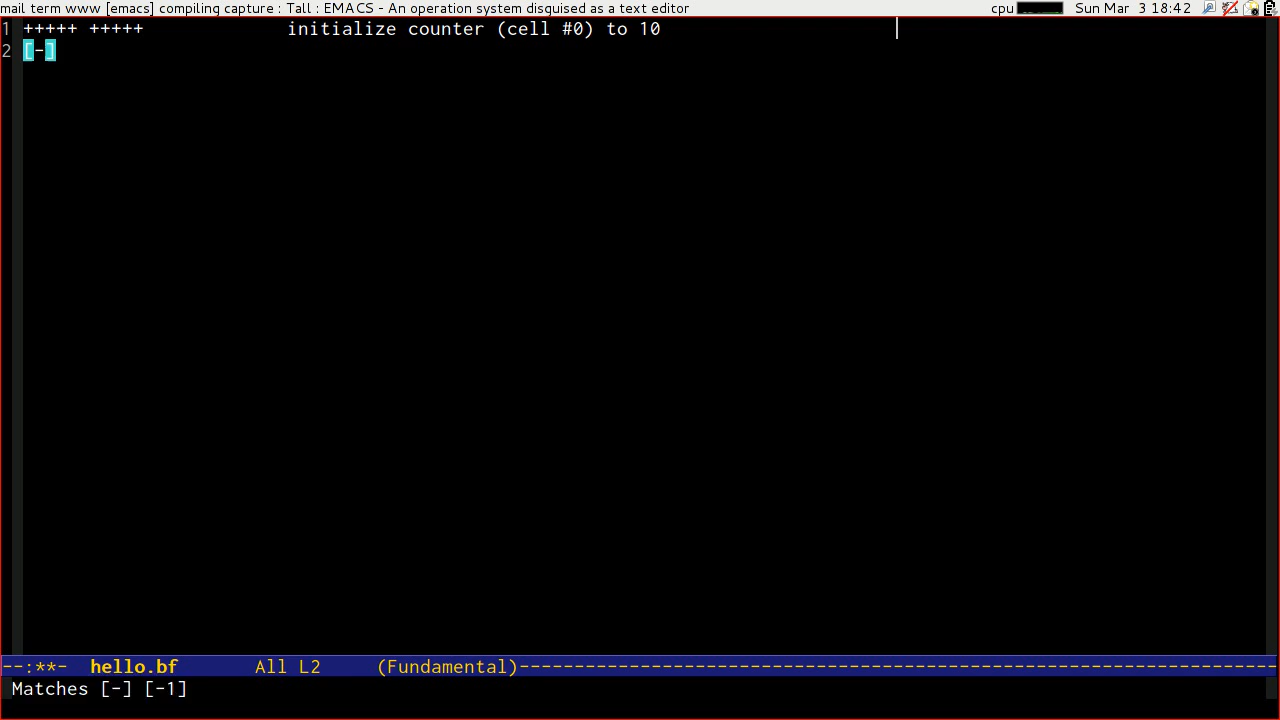 mail term www [emacs] compiling capture : Tall : EMACS - An operation system disguised as a text editor cpu Sun Mar 3 18:42
1 +++++ +++++ initialize counter (cell #0) to 10
2 [-]
--:**- hello.bf All L2 (Fundamental)---------------------------------------------------------------------
Matches [-] [-1]